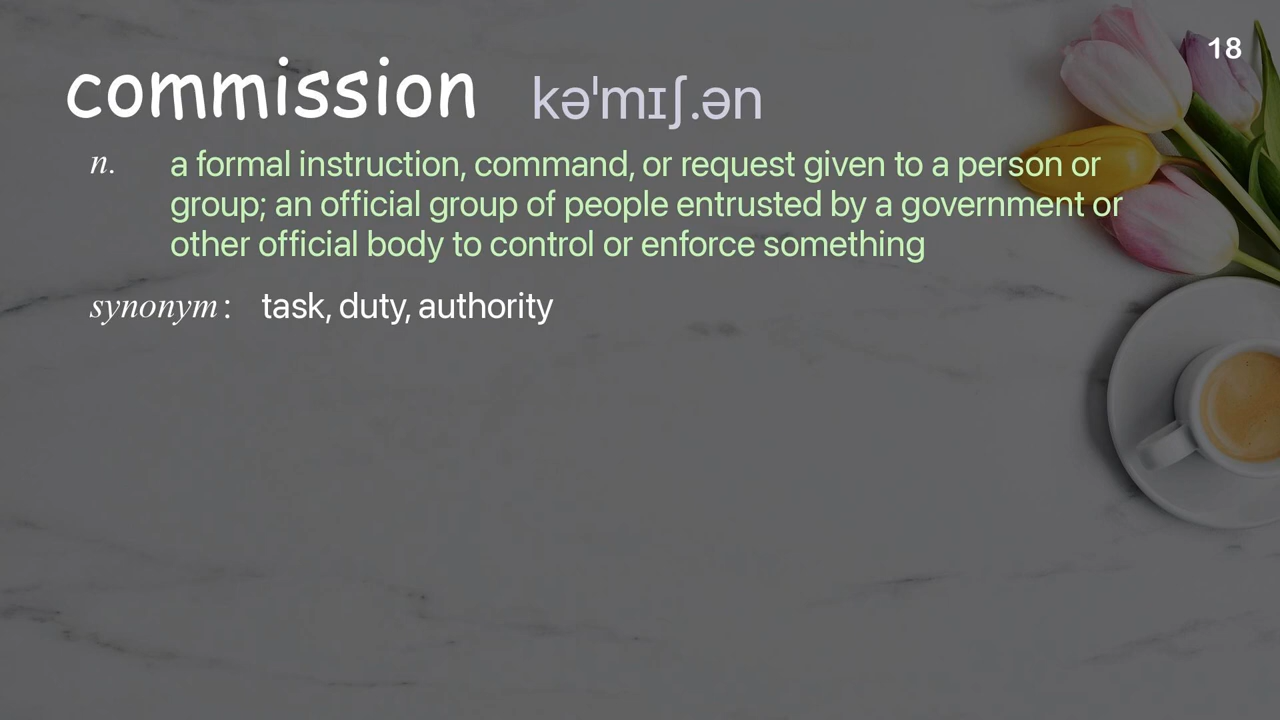 18
commission kəˈmɪʃ.ən
n. a formal instruction, command, or request given to a person or
group; an official group of people entrusted by a government or
other official body to control or enforce something
synonym: task, duty, authority